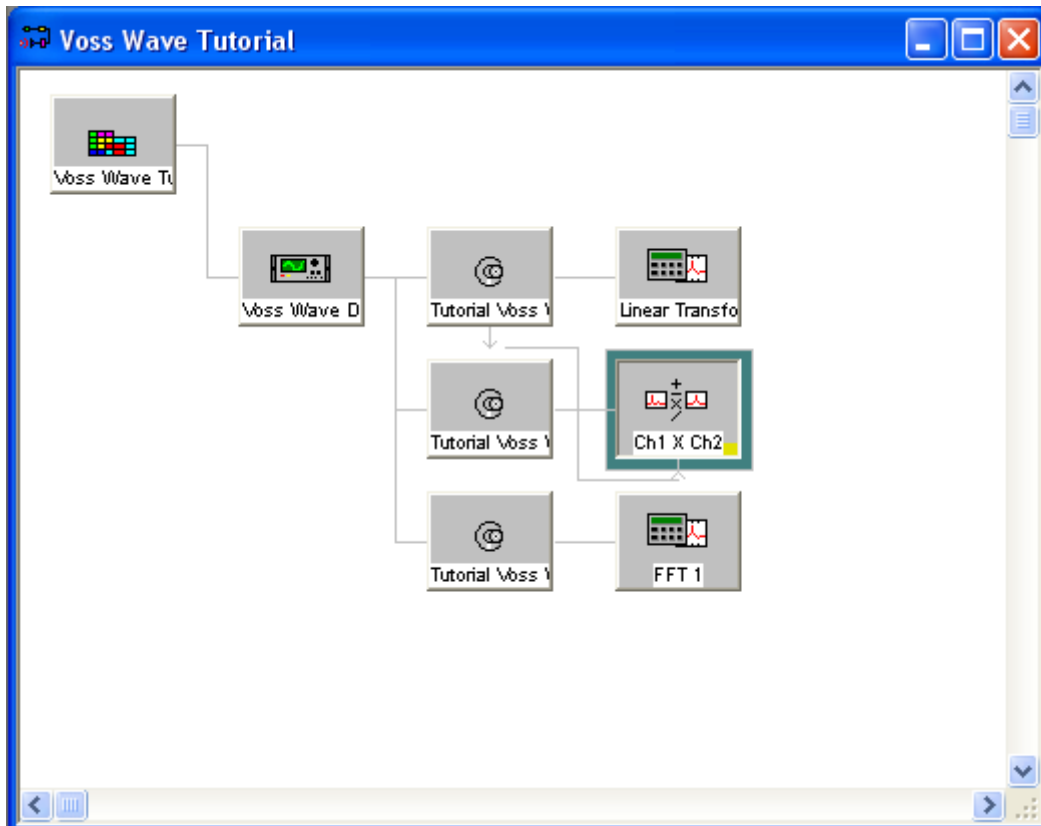 Voss Wave Tutorial
Voss Wave Tu
Voss Wave D
Tutorial Voss V
Linear Transfo
Tutorial Voss V
Ch1 X Ch2
Tutorial Voss V
FFT 1